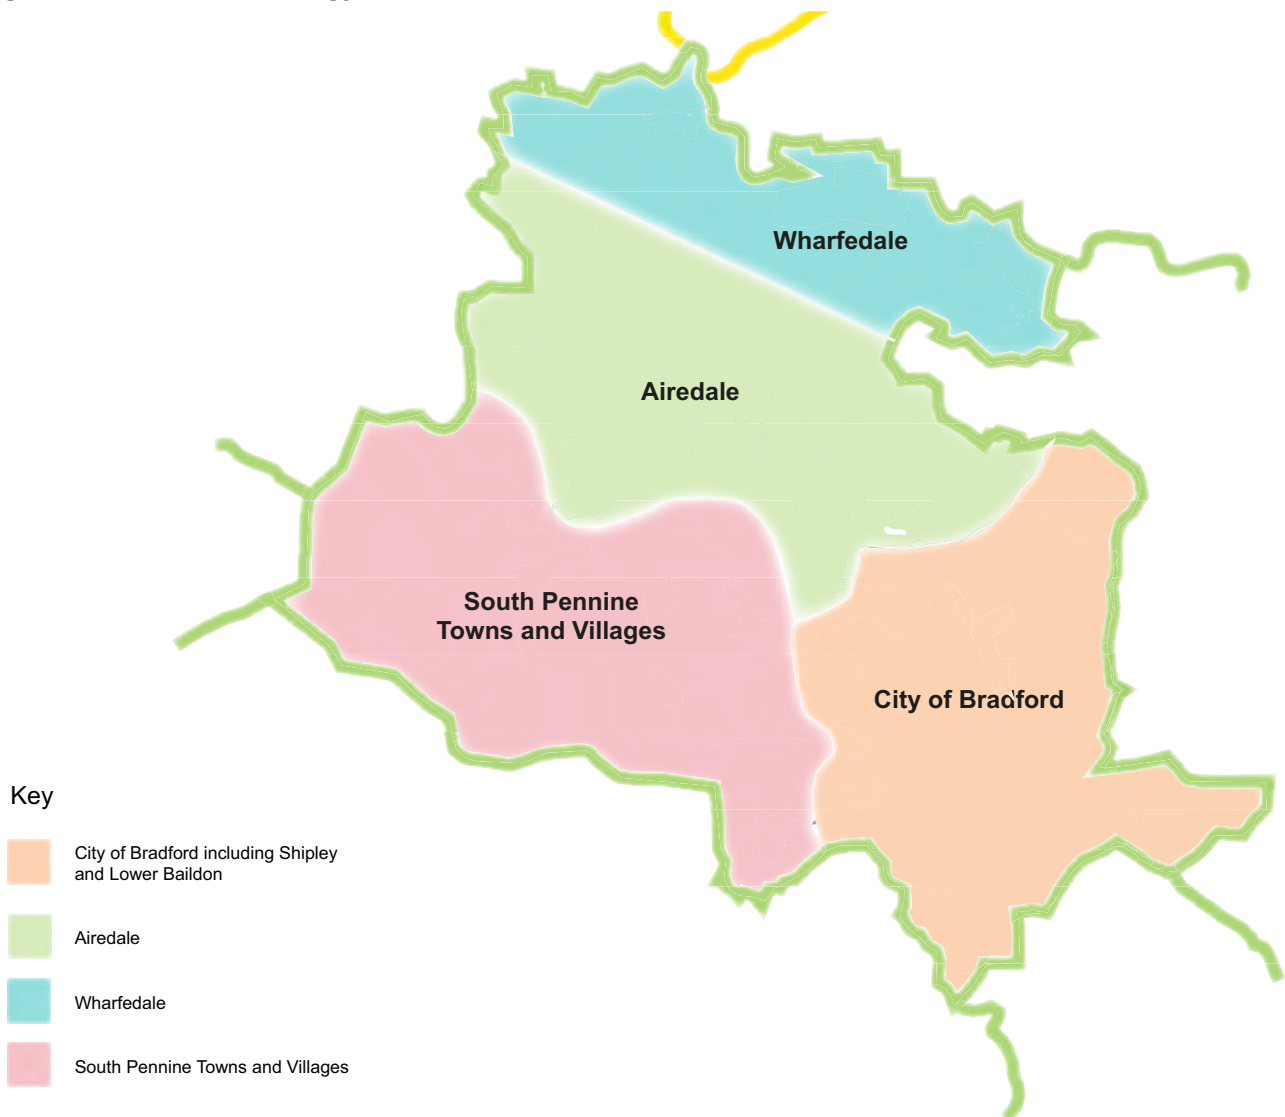 Wharfedale
Airedale
South Pennine
Towns and Villages
City of Bradford
Key
City of Bradford including Shipley
and Lower Baildon
Airedale
Wharfedale
South Pennine Towns and Villages